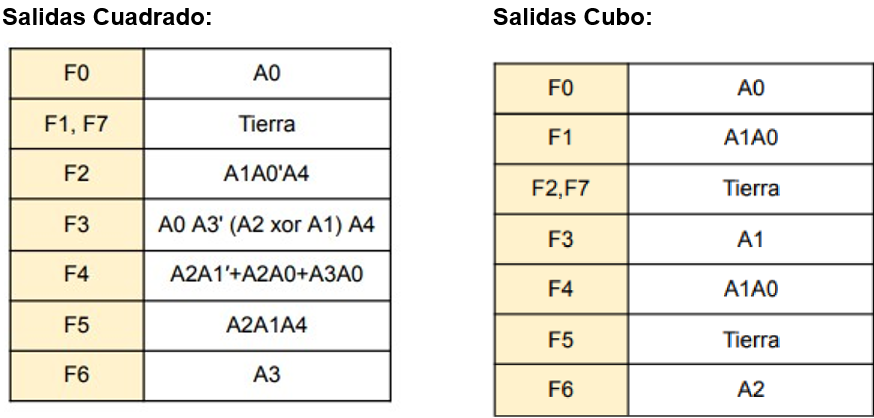 Salidas Cuadrado:
F0 A0
F1, F7 Tierra
F2 A1A0'A4
F3 A0 A3' (A2 xor A1) A4
F4 A2A1′+A2A0+A3A0
F5 A2A1A4
F6 A3
Salidas Cubo:
F0 A0
F1 A1A0
F2,F7 Tierra
F3 A1
F4 A1A0
F5 Tierra
F6 A2